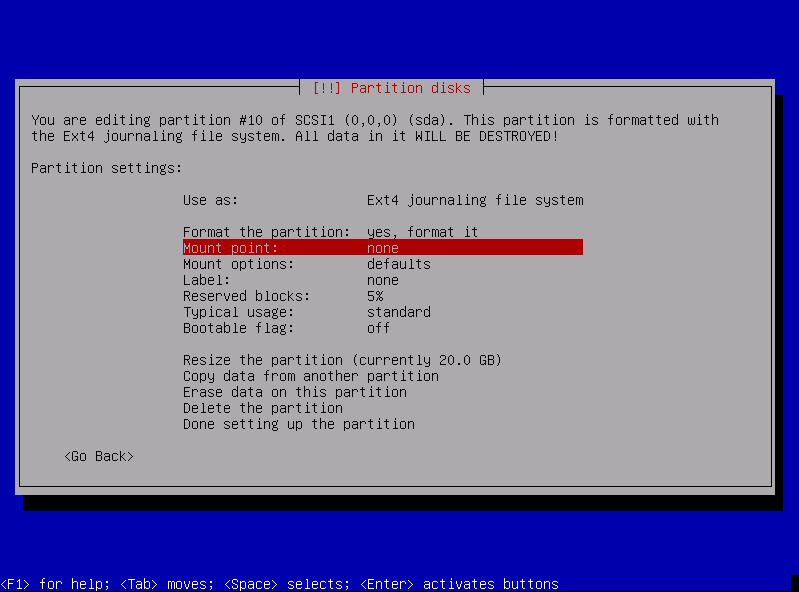 [!!] Partition disks
You are editing partition #10 of SCSI1 (0,0,0) (sda). This partition is formatted with
the Ext4 journaling file system. All data in it WILL BE DESTROYED!
Partition settings:
Use as: Ext4 journaling file system
Format the partition: yes, format it
Mount point: none
Mount options: defaults
Label: none
Reserved blocks: 5%
Typical usage: standard
Bootable flag: off
Resize the partition (currently 20.0 GB)
Copy data from another partition
Erase data on this partition
Delete the partition
Done setting up the partition
<Go Back>
<F1> for help; <Tab> moves; <Space> selects; <Enter> activates buttons